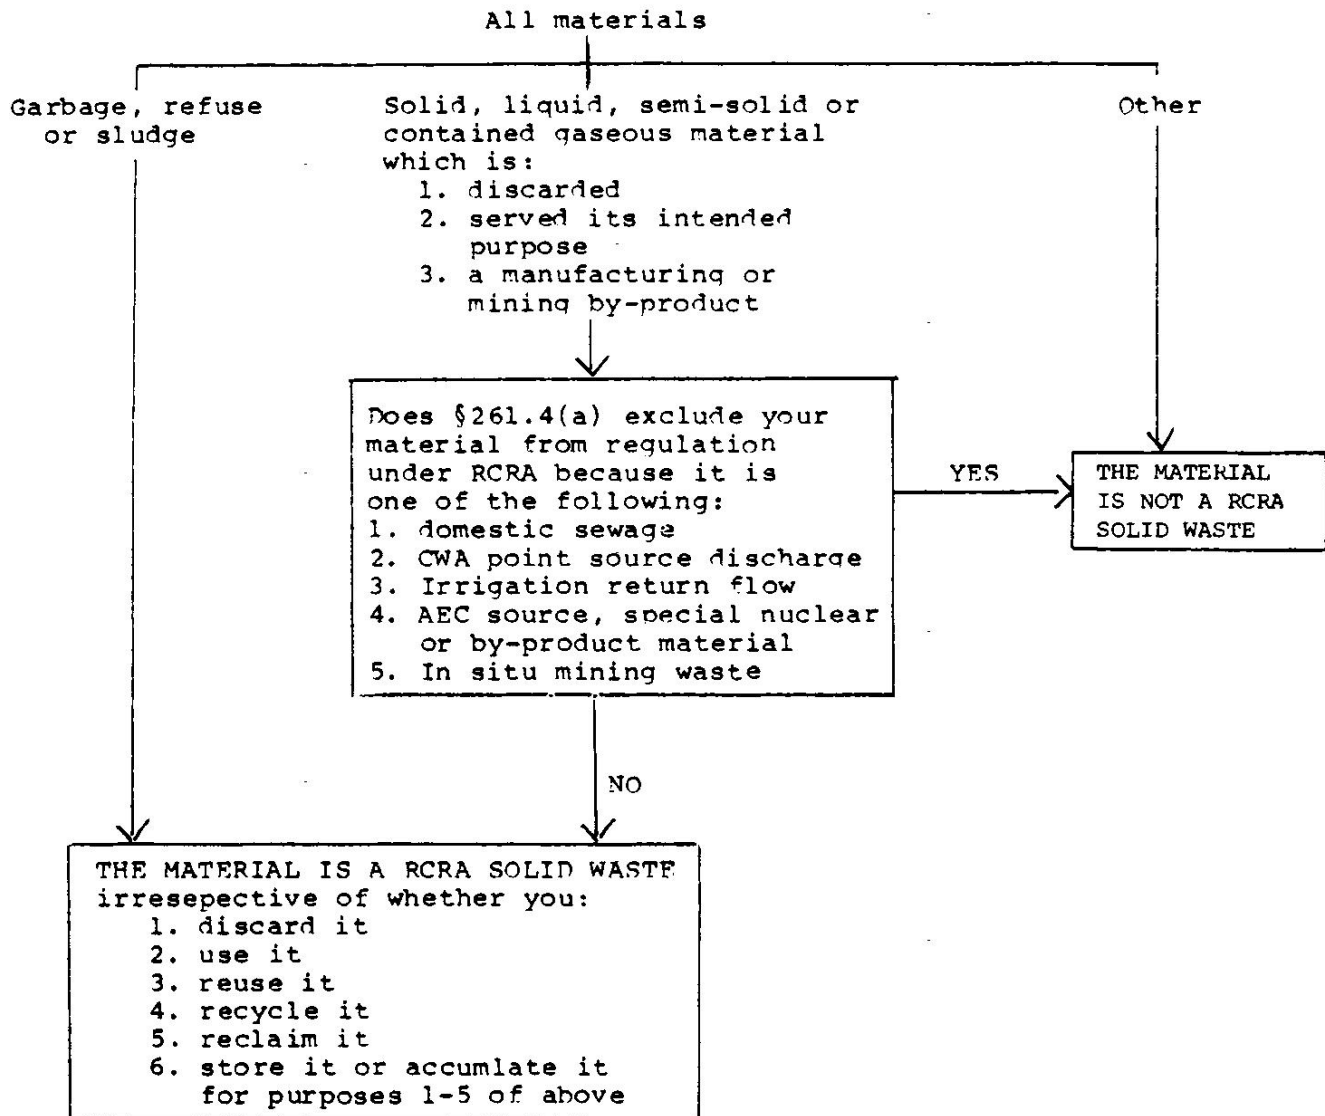 All materials
Garbage, refuse
or sludge
Solid, liquid, semi-solid or
contained gaseous material
which is:
1. discarded
2. served its intended
purpose
3. a manufacturing or
mining by-product
Other
Does §261.4(a) exclude your
material from regulation
under RCRA because it is
one of the following:
1. domestic sewage
2. CWA point source discharge
3. Irrigation return flow
4. AEC source, special nuclear
or by-product material
5. In situ mining waste
YES
THE MATERIAL
IS NOT A RCRA
SOLID WASTE
NO
THE MATERIAL IS A RCRA SOLID WASTE
irresepective of whether you:
1. discard it
2. use it
3. reuse it
4. recycle it
5. reclaim it
6. store it or accumlate it
for purposes 1-5 of above